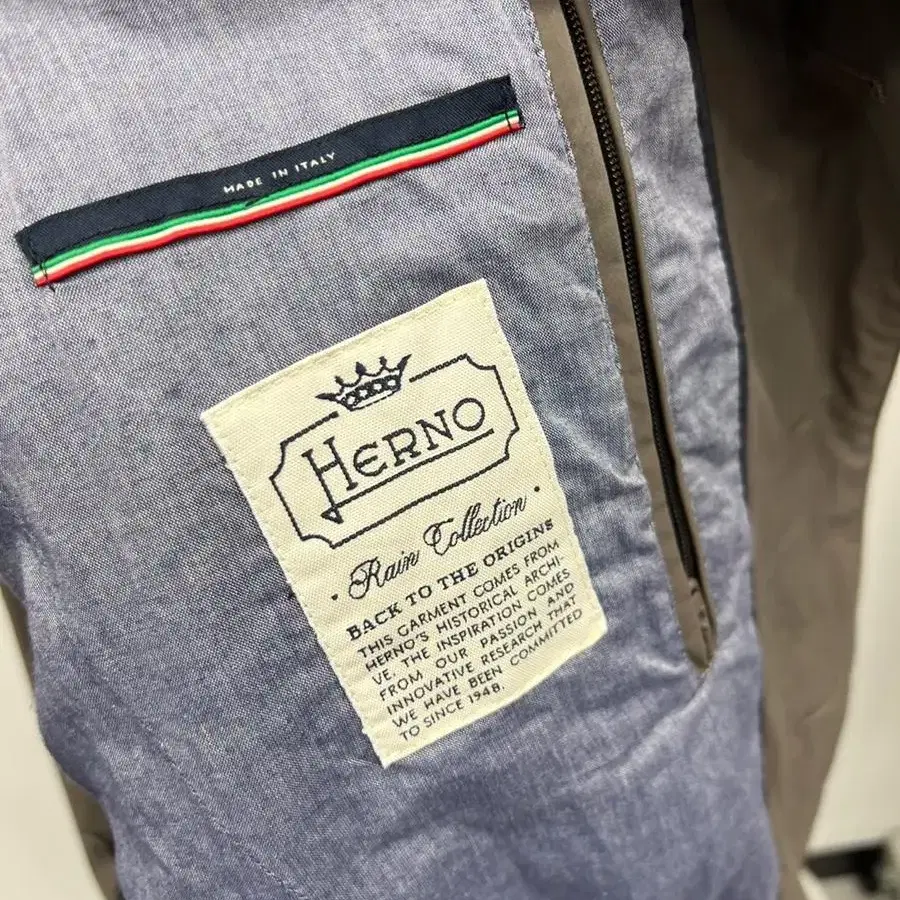 MADE IN ITALY
HERNO
· Rain Collection ·
BACK TO THE ORIGINS
THIS GARMENT COMES FROM
HERNO'S HISTORICAL ARCHI-
VE. THE INSPIRATION COMES
FROM OUR PASSION AND
INNOVATIVE RESEARCH THAT
WE HAVE BEEN COMMITTED
TO SINCE 1948.